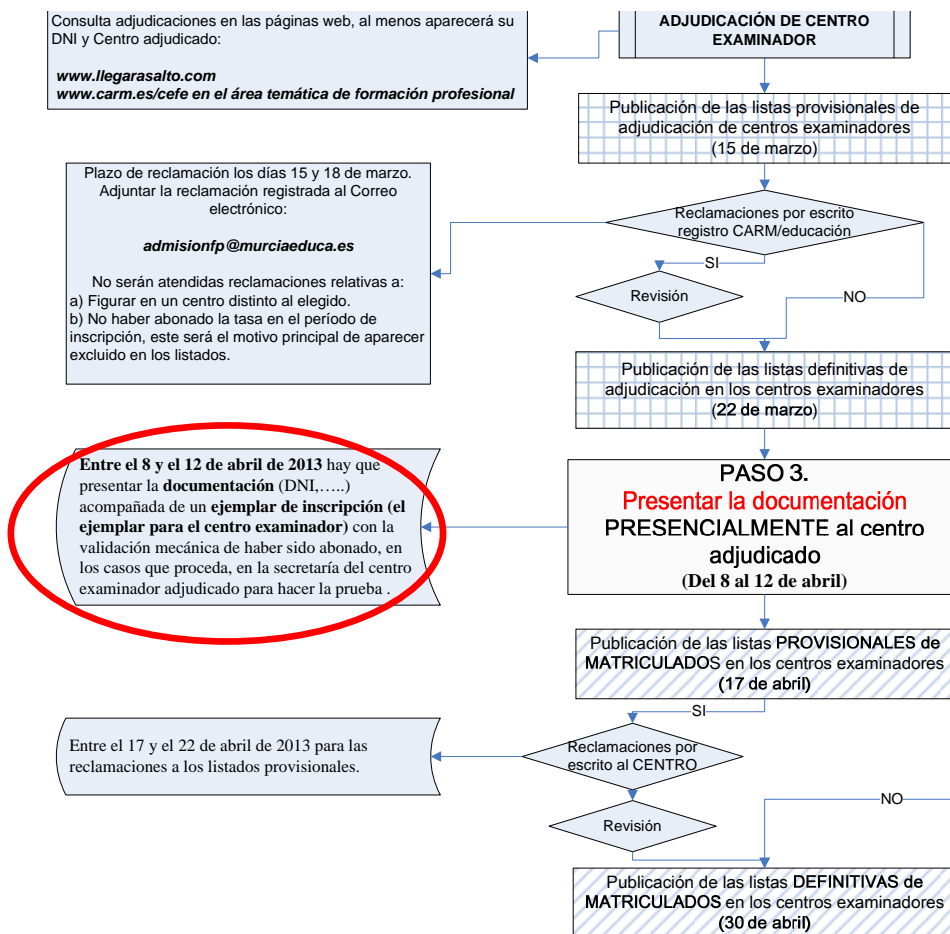 Consulta adjudicaciones en las páginas web, al menos aparecerá su
DNI y Centro adjudicado:
www.llegarasalto.com
www.carm.es/cefe en el área temática de formación profesional
ADJUDICACIÓN DE CENTRO
EXAMINADOR
Publicación de las listas provisionales de
adjudicación de centros examinadores
(15 de marzo)
Plazo de reclamación los días 15 y 18 de marzo.
Adjuntar la reclamación registrada al Correo
electrónico:
admisionfp@murciaeduca.es
No serán atendidas reclamaciones relativas a:
a) Figurar en un centro distinto al elegido.
b) No haber abonado la tasa en el período de
inscripción, este será el motivo principal de aparecer
excluido en los listados.
Reclamaciones por escrito
registro CARM/educación
SI
Revisión
NO
Publicación de las listas definitivas de
adjudicación en los centros examinadores
(22 de marzo)
Entre el 8 y el 12 de abril de 2013 hay que
presentar la documentación (DNI,…..)
acompañada de un ejemplar de inscripción (el
ejemplar para el centro examinador) con la
validación mecánica de haber sido abonado, en
los casos que proceda, en la secretaría del centro
examinador adjudicado para hacer la prueba .
PASO 3.
Presentar la documentación
PRESENCIALMENTE al centro
adjudicado
(Del 8 al 12 de abril)
Publicación de las listas PROVISIONALES de
MATRICULADOS en los centros examinadores
(17 de abril)
SI
Entre el 17 y el 22 de abril de 2013 para las
reclamaciones a los listados provisionales.
Reclamaciones por
escrito al CENTRO
NO
Revisión
Publicación de las listas DEFINITIVAS de
MATRICULADOS en los centros examinadores
(30 de abril)